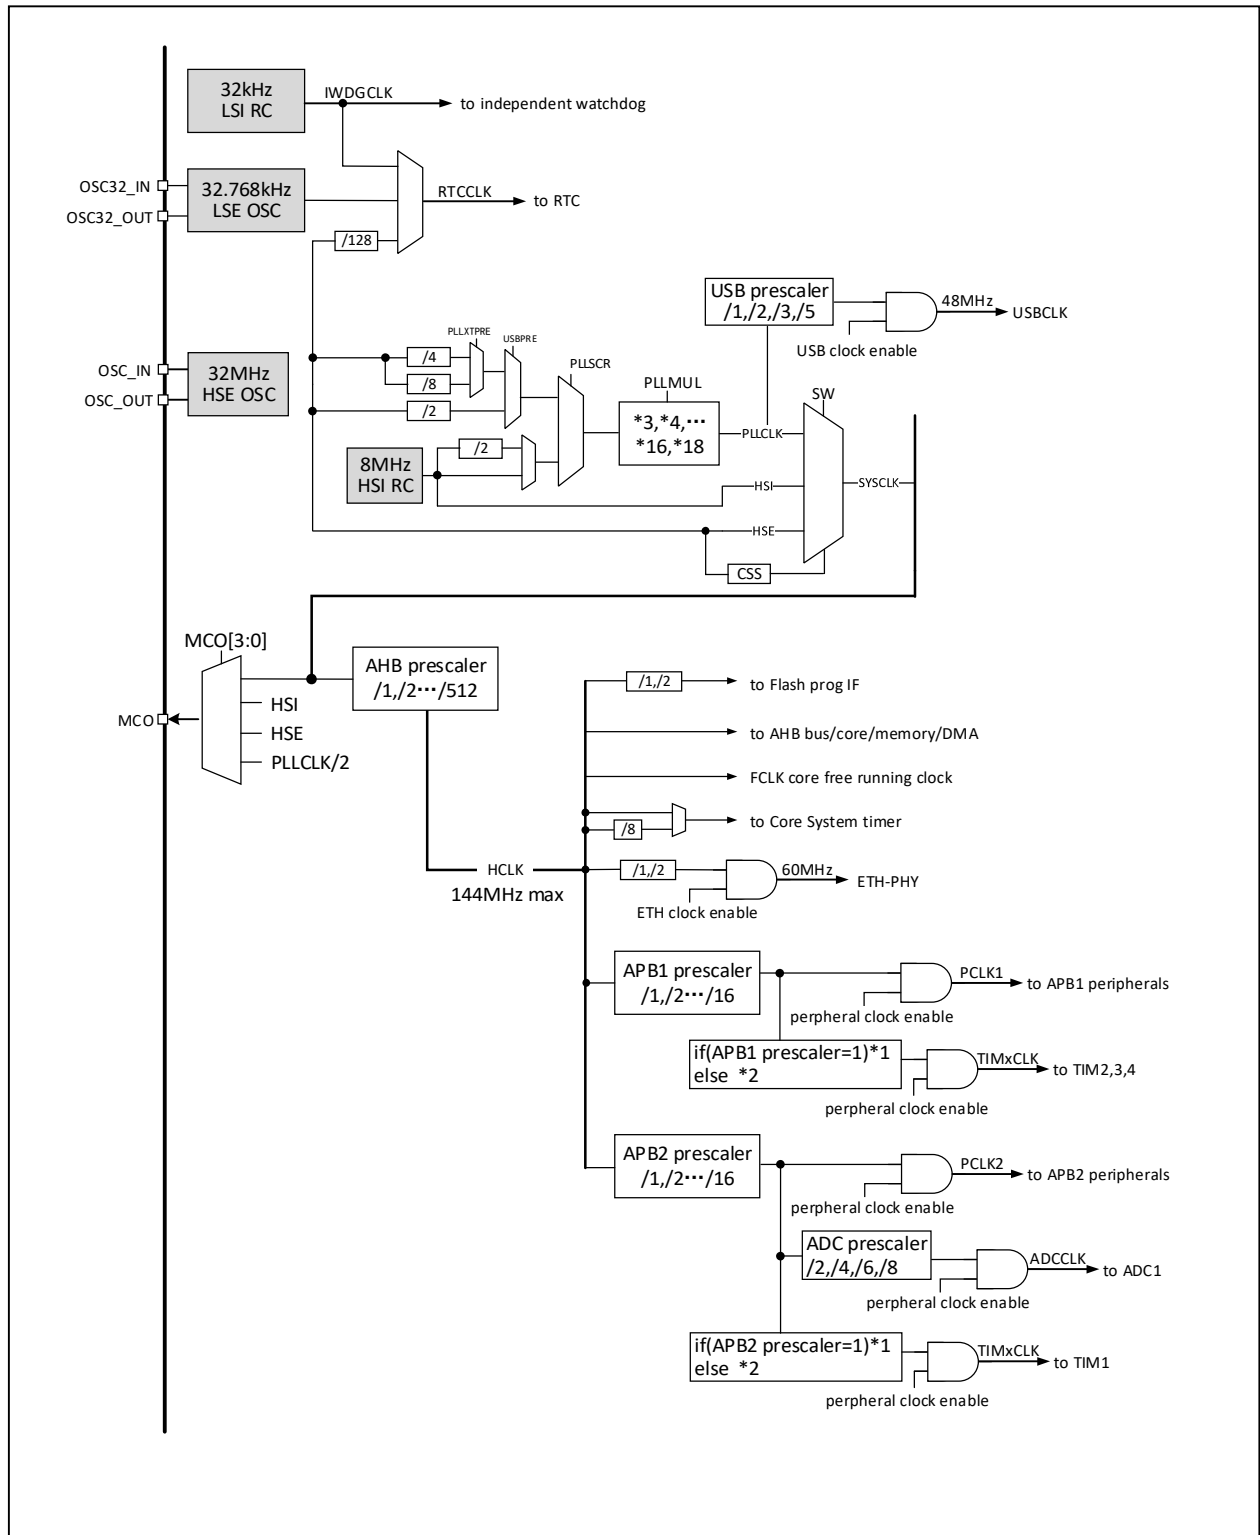 32kHz
LSI RC
IWDGCLK
to independent watchdog
OSC32_IN
OSC32_OUT
32.768kHz
LSE OSC
RTCCLK
to RTC
/128
USB prescaler
/1,/2,/3,/5
48MHz
USBCLK
USB clock enable
PLLXTPRE
USBPRE
PLLSCR
OSC_IN
OSC_OUT
32MHz
HSE OSC
/4
/8
/2
PLLMUL
*3,*4,···
*16,*18
PLLCLK
SW
8MHz
HSI RC
/2
HSI
SYSCLK
HSE
CSS
MCO[3:0]
MCO
HSI
HSE
PLLCLK/2
AHB prescaler
/1,/2···/512
/1,/2
to Flash prog IF
to AHB bus/core/memory/DMA
FCLK core free running clock
/8
to Core System timer
HCLK
144MHz max
/1,/2
60MHz
ETH-PHY
ETH clock enable
APB1 prescaler
/1,/2···/16
PCLK1
to APB1 peripherals
perpheral clock enable
if(APB1 prescaler=1)*1
else *2
TIMxCLK
to TIM2,3,4
perpheral clock enable
APB2 prescaler
/1,/2···/16
PCLK2
to APB2 peripherals
perpheral clock enable
ADC prescaler
/2,/4,/6,/8
ADCCLK
to ADC1
perpheral clock enable
if(APB2 prescaler=1)*1
else *2
TIMxCLK
to TIM1
perpheral clock enable